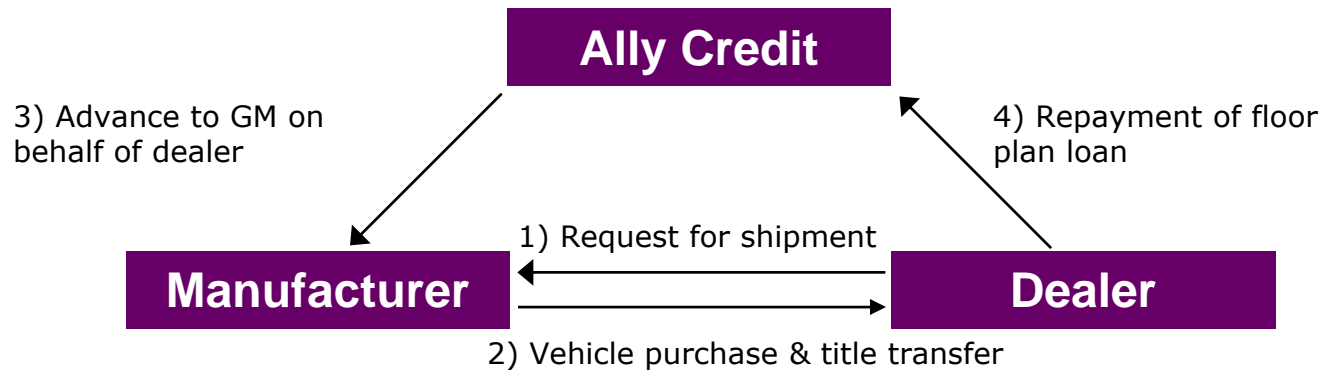 Ally Credit
3) Advance to GM on
behalf of dealer
4) Repayment of floor
plan loan
1) Request for shipment
Manufacturer
Dealer
2) Vehicle purchase & title transfer